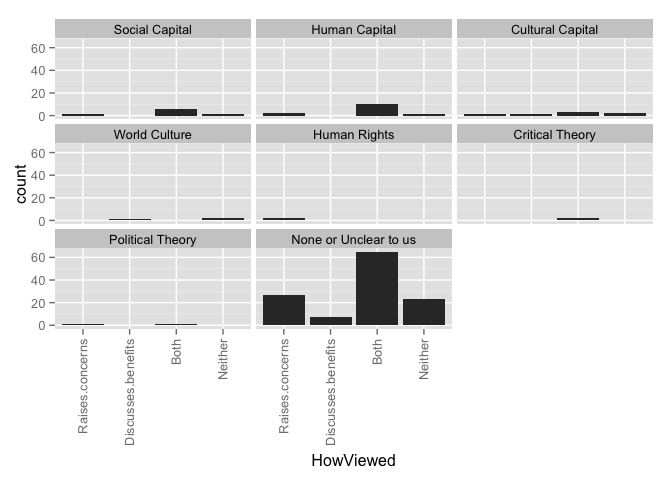 Social Capital
Human Capital
Cultural Capital
60
40
20
0
World Culture
Human Rights
Critical Theory
60
40
20
0
count
Political Theory
None or Unclear to us
60
40
20
0
Raises.concerns
Discusses.benefits
Both
Neither
Raises.concerns
Discusses.benefits
Both
Neither
HowViewed